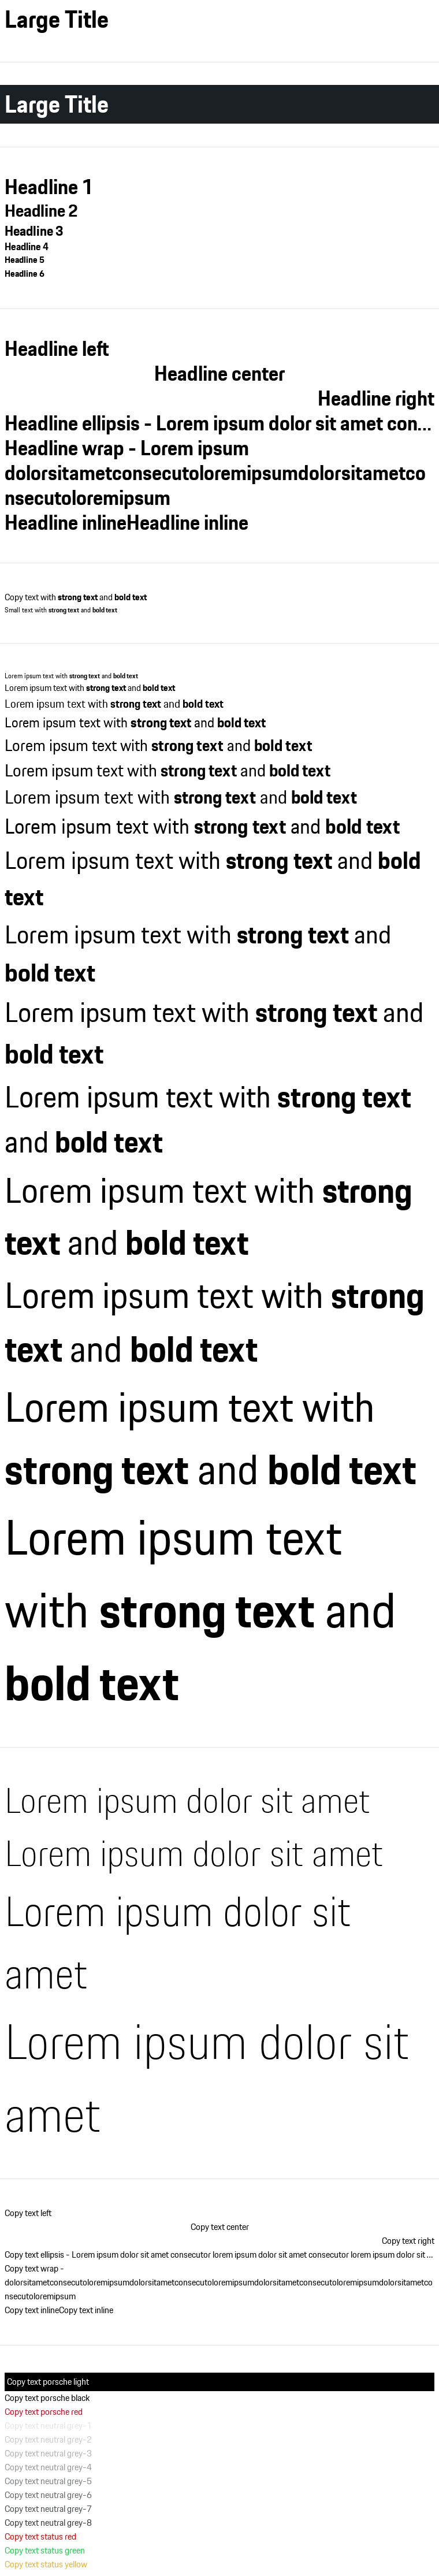 Large Title
Large Title
Headline 1
Headline 2
Headline 3
Headline 4
Headline 5
Headline 6
Headline left
Headline center
Headline right
Headline ellipsis - Lorem ipsum dolor sit amet con...
Headline wrap - Lorem ipsum
dolorsitametconsecutoloremipsumdolorsitametco
nsecutoloremipsum
Headline inlineHeadline inline
Copy text with strong text and bold text
Small text with strong text and bold text
Lorem ipsum text with strong text and bold text
Lorem ipsum text with strong text and bold text
Lorem ipsum text with strong text and bold text
Lorem ipsum text with strong text and bold text
Lorem ipsum text with strong text and bold text
Lorem ipsum text with strong text and bold text
Lorem ipsum text with strong text and bold text
Lorem ipsum text with strong text and bold text
Lorem ipsum text with strong text and bold
text
Lorem ipsum text with strong text and
bold text
Lorem ipsum text with strong text and
bold text
Lorem ipsum text with strong text
and bold text
Lorem ipsum text with strong
text and bold text
Lorem ipsum text with strong
text and bold text
Lorem ipsum text with
strong text and bold text
Lorem ipsum text
with strong text and
bold text
Lorem ipsum dolor sit amet
Lorem ipsum dolor sit amet
Lorem ipsum dolor sit
amet
Lorem ipsum dolor sit
amet
Copy text left
Copy text center
Copy text right
Copy text ellipsis - Lorem ipsum dolor sit amet consecutor lorem ipsum dolor sit amet consecutor lorem ipsum dolor sit ...
Copy text wrap -
dolorsitametconsecutoloremipsumdolorsitametconsecutoloremipsumdolorsitametconsecutoloremipsumdolorsitametco
nsecutoloremipsum
Copy text inlineCopy text inline
Copy text porsche light
Copy text porsche black
Copy text porsche red
Copy text neutral grey-1
Copy text neutral grey-2
Copy text neutral grey-3
Copy text neutral grey-4
Copy text neutral grey-5
Copy text neutral grey-6
Copy text neutral grey-7
Copy text neutral grey-8
Copy text status red
Copy text status green
Copy text status yellow